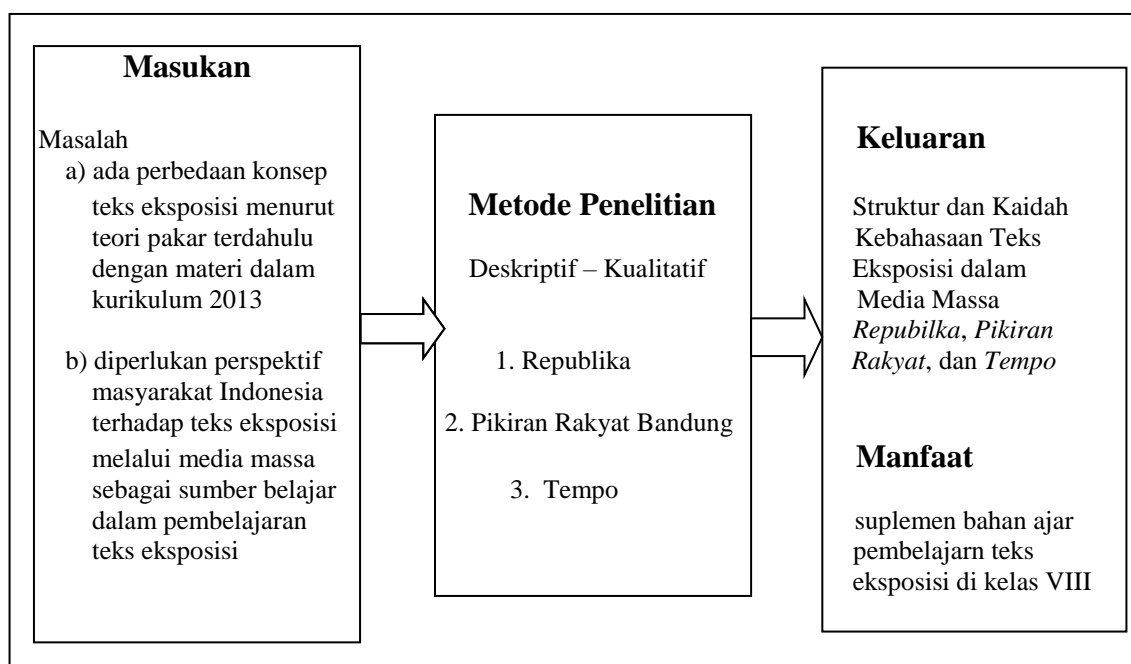 Masukan
Masalah
a) ada perbedaan konsep
teks eksposisi menurut
teori pakar terdahulu
dengan materi dalam
kurikulum 2013
b) diperlukan perspektif
masyarakat Indonesia
terhadap teks eksposisi
melalui media massa
sebagai sumber belajar
dalam pembelajaran
teks eksposisi
Metode Penelitian
Deskriptif – Kualitatif
1. Republika
2. Pikiran Rakyat Bandung
3. Tempo
Keluaran
Struktur dan Kaidah
Kebahasaan Teks
Eksposisi dalam
Media Massa
Repubilka, Pikiran
Rakyat, dan Tempo
Manfaat
suplemen bahan ajar
pembelajarn teks
eksposisi di kelas VIII